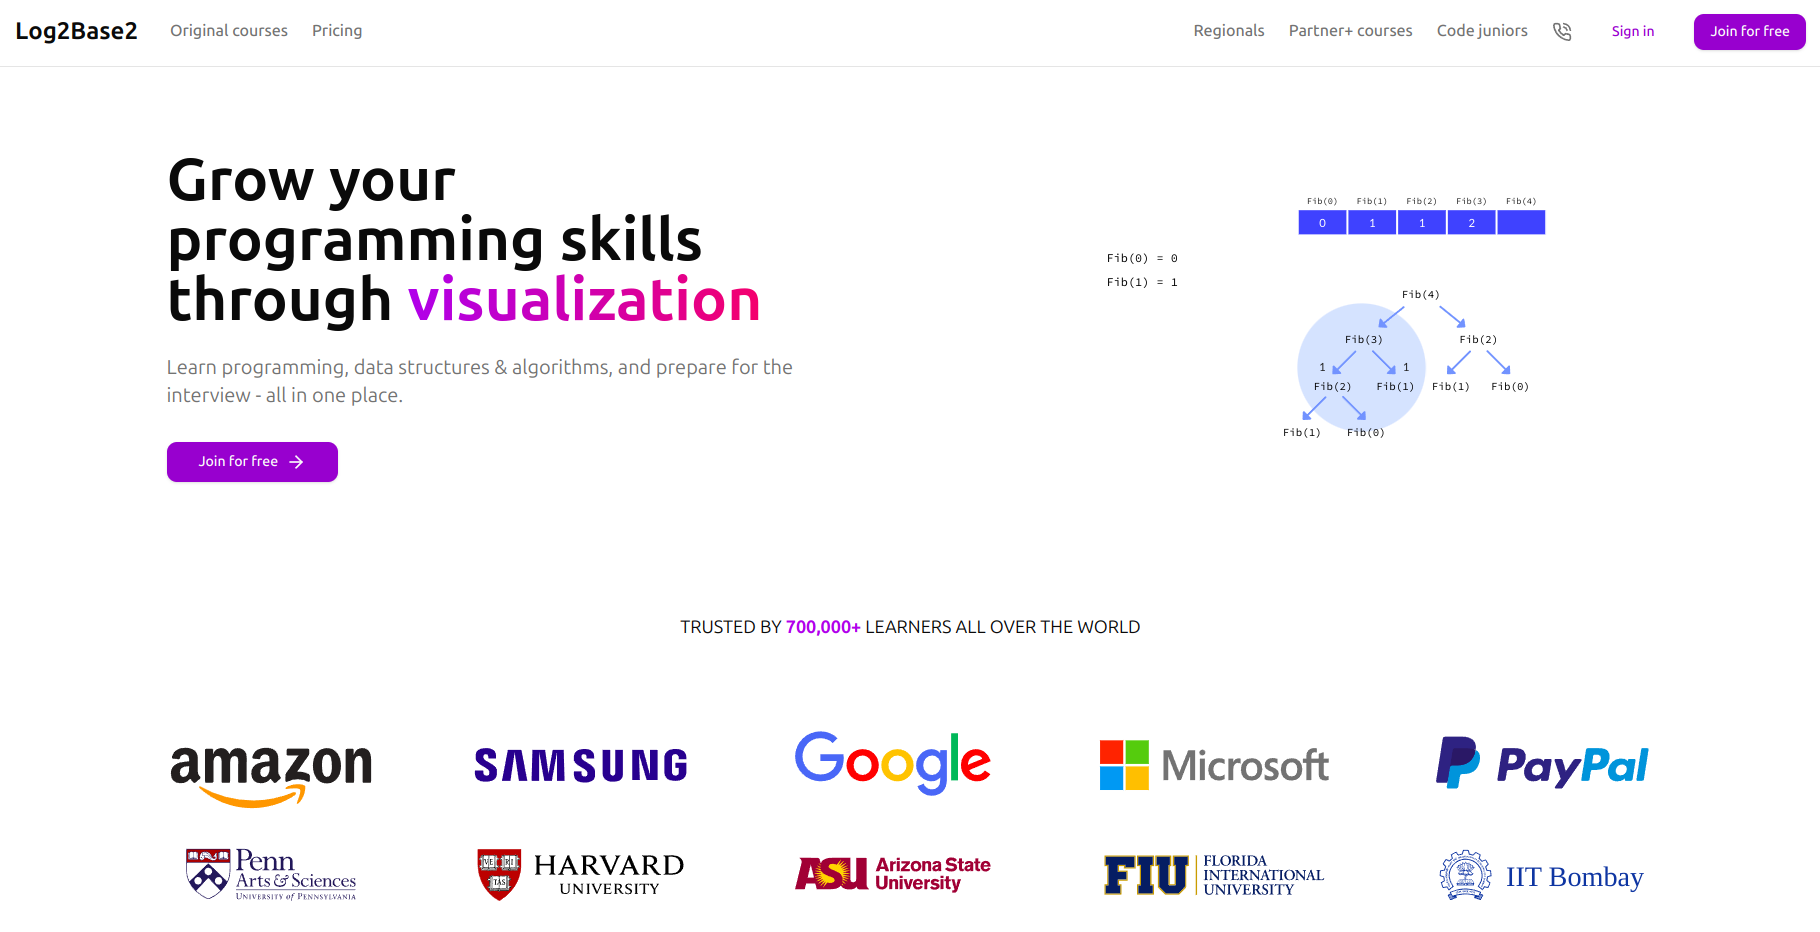 Log2Base2 Original courses Pricing Regionals Partner+ courses Code juniors Sign in Join for free
Grow your
programming skills
through visualization
Learn programming, data structures & algorithms, and prepare for the
interview - all in one place.
Join for free
Fib(0) Fib(1) Fib(2) Fib(3) Fib(4)
0 1 1 2
Fib(0) = 0
Fib(1) = 1
Fib(4)
Fib(3) Fib(2)
1 1
Fib(2) Fib(1) Fib(1) Fib(0)
Fib(1) Fib(0)
TRUSTED BY 700,000+ LEARNERS ALL OVER THE WORLD
amazon SAMSUNG Google Microsoft PayPal
Penn
Arts & Sciences
UNIVERSITY of PENNSYLVANIA
VE RI
TAS
HARVARD
UNIVERSITY
ASU Arizona State
University
FIU FLORIDA
INTERNATIONAL
UNIVERSITY
IIT Bombay